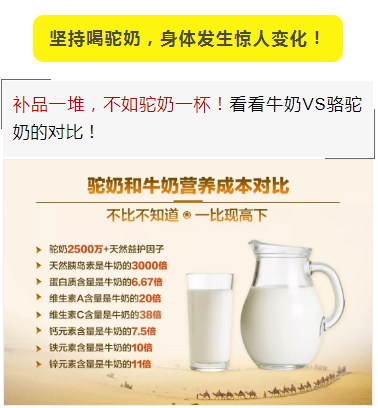 坚持喝驼奶，身体发生惊人变化！
补品一堆，不如驼奶一杯！看看牛奶VS骆驼
奶的对比！
驼奶和牛奶营养成本对比
不比不知道 一比现高下
驼奶2500万+天然益护因子
天然胰岛素是牛奶的3000倍
蛋白质含量是牛奶的6.67倍
维生素A含量是牛奶的20倍
维生素C含量是牛奶的38倍
钙元素含量是牛奶的7.5倍
铁元素含量是牛奶的10倍
锌元素含量是牛奶的11倍